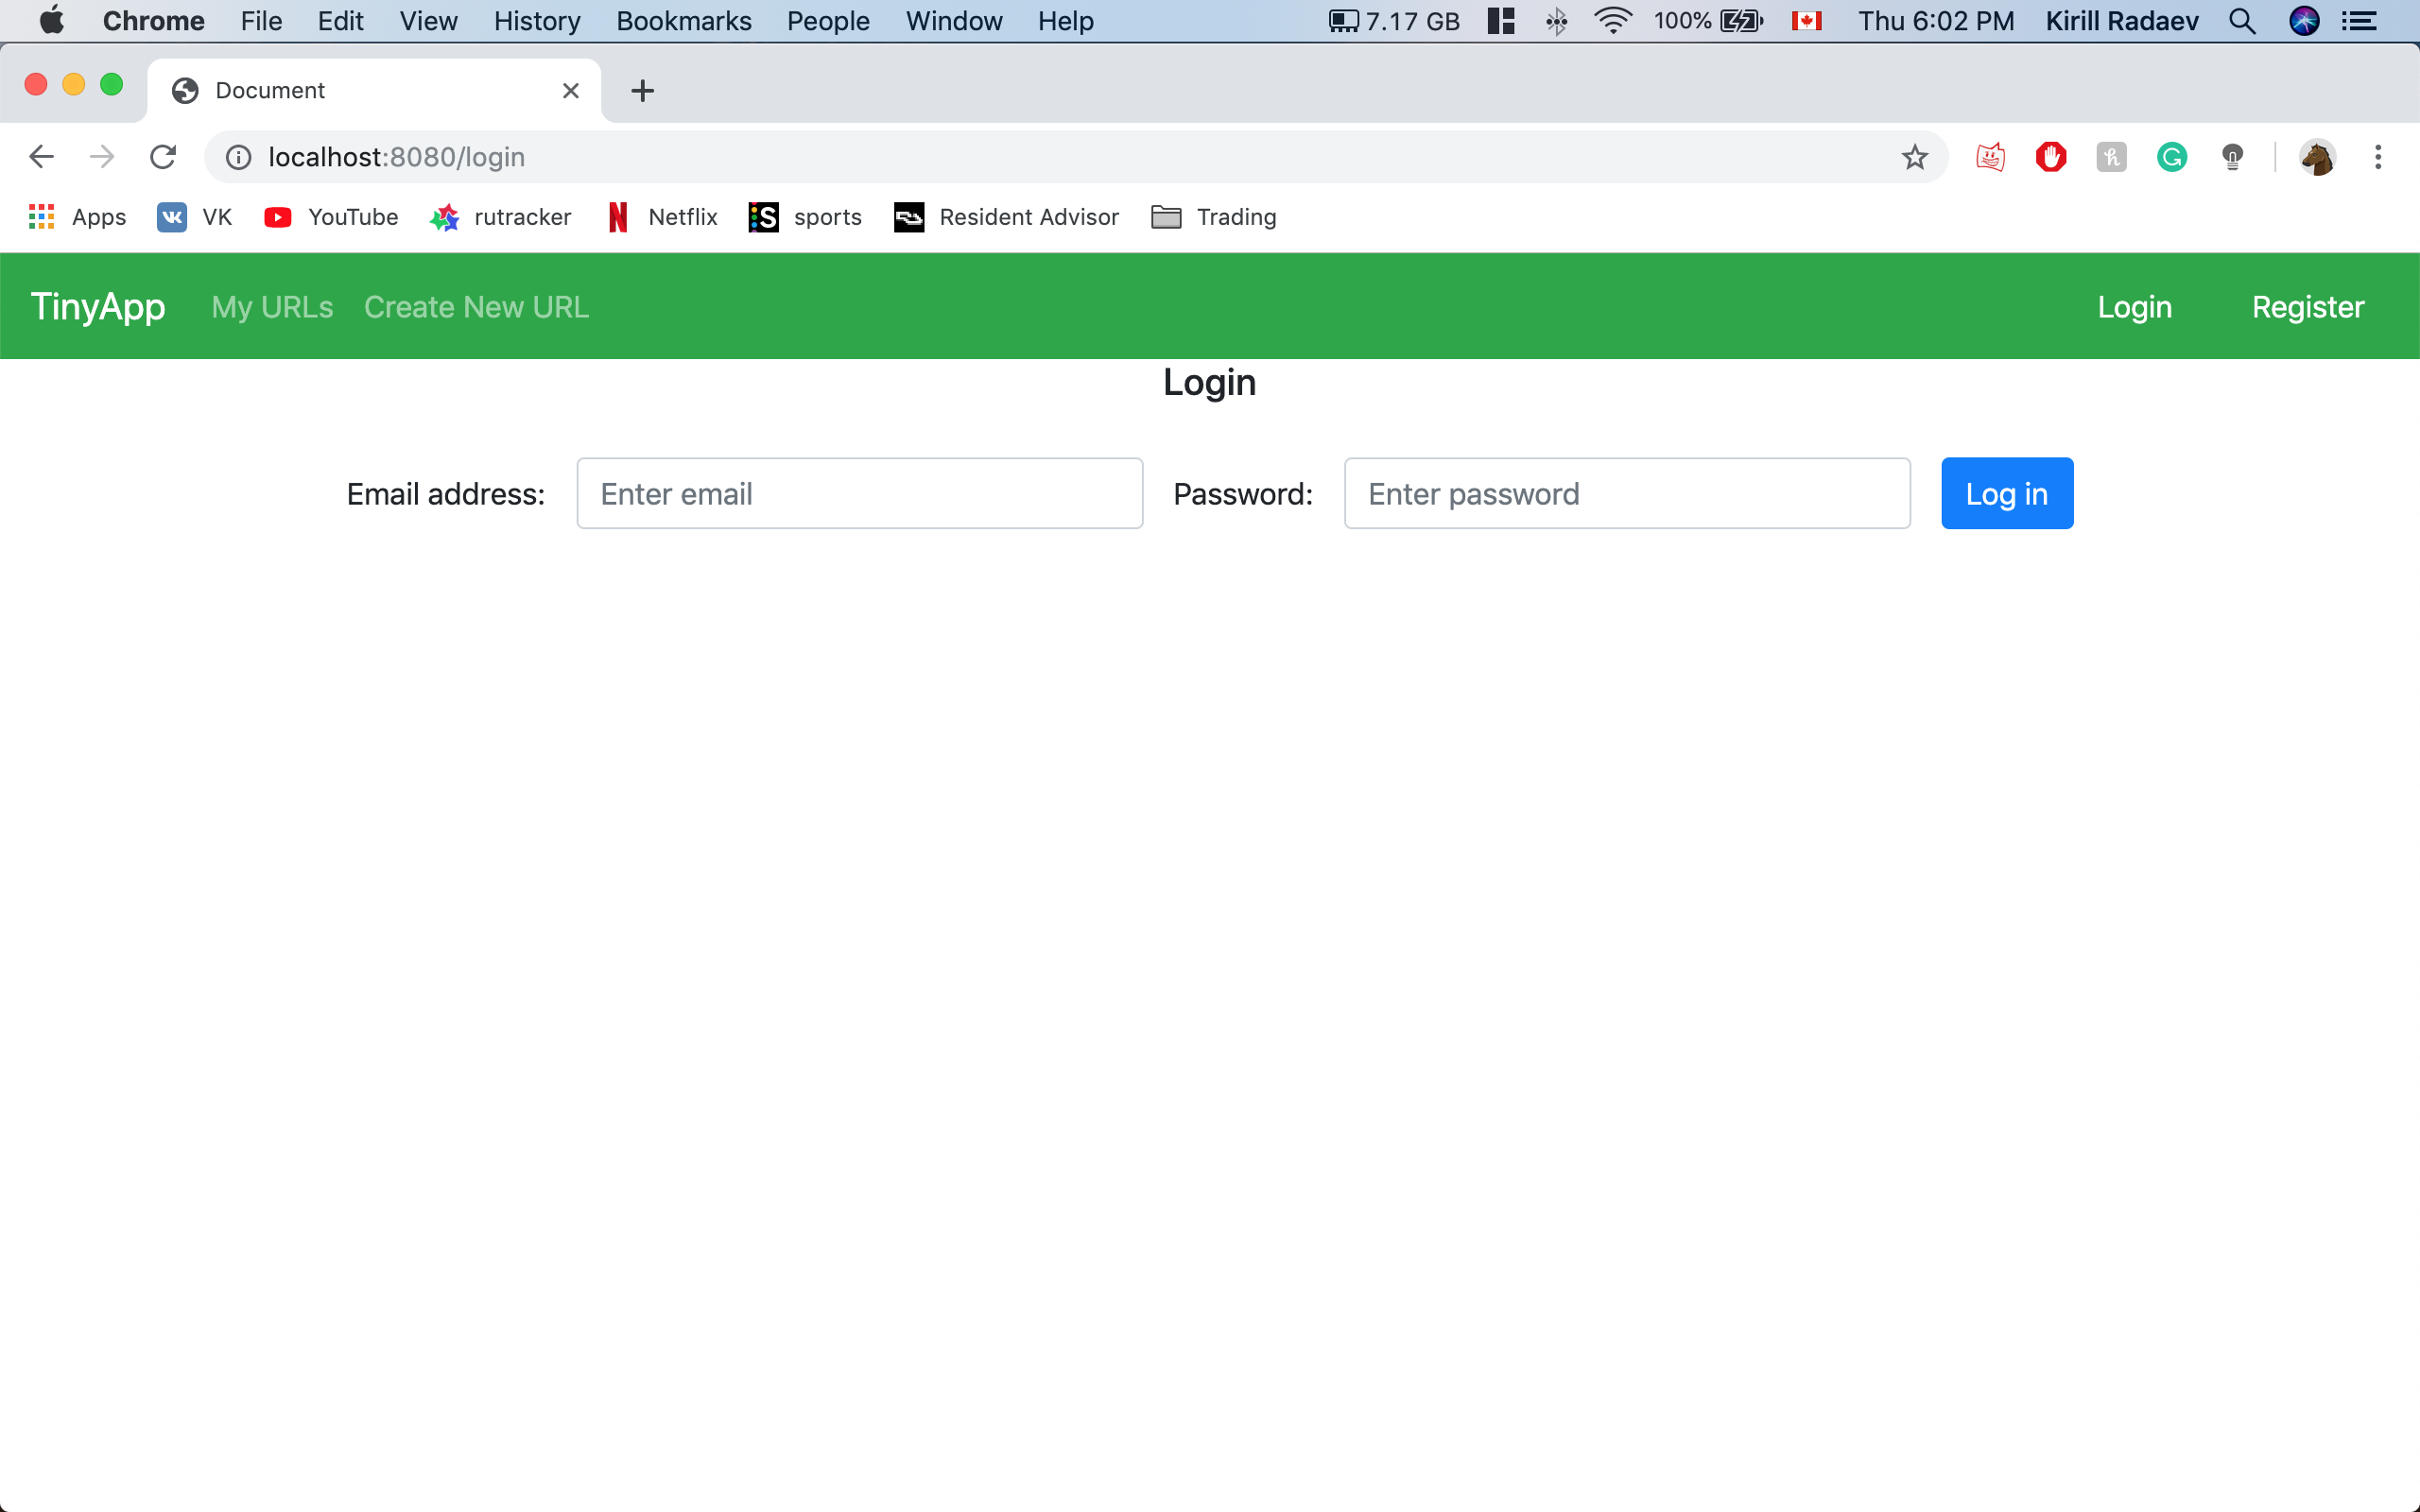 Chrome File Edit View History Bookmarks People Window Help 7.17 GB 100% Thu 6:02 PM Kirill Radaev
Document
localhost:8080/login
Apps VK YouTube rutracker Netflix sports Resident Advisor Trading
TinyApp My URLs Create New URL Login Register
Login
Email address: Enter email Password: Enter password Log in